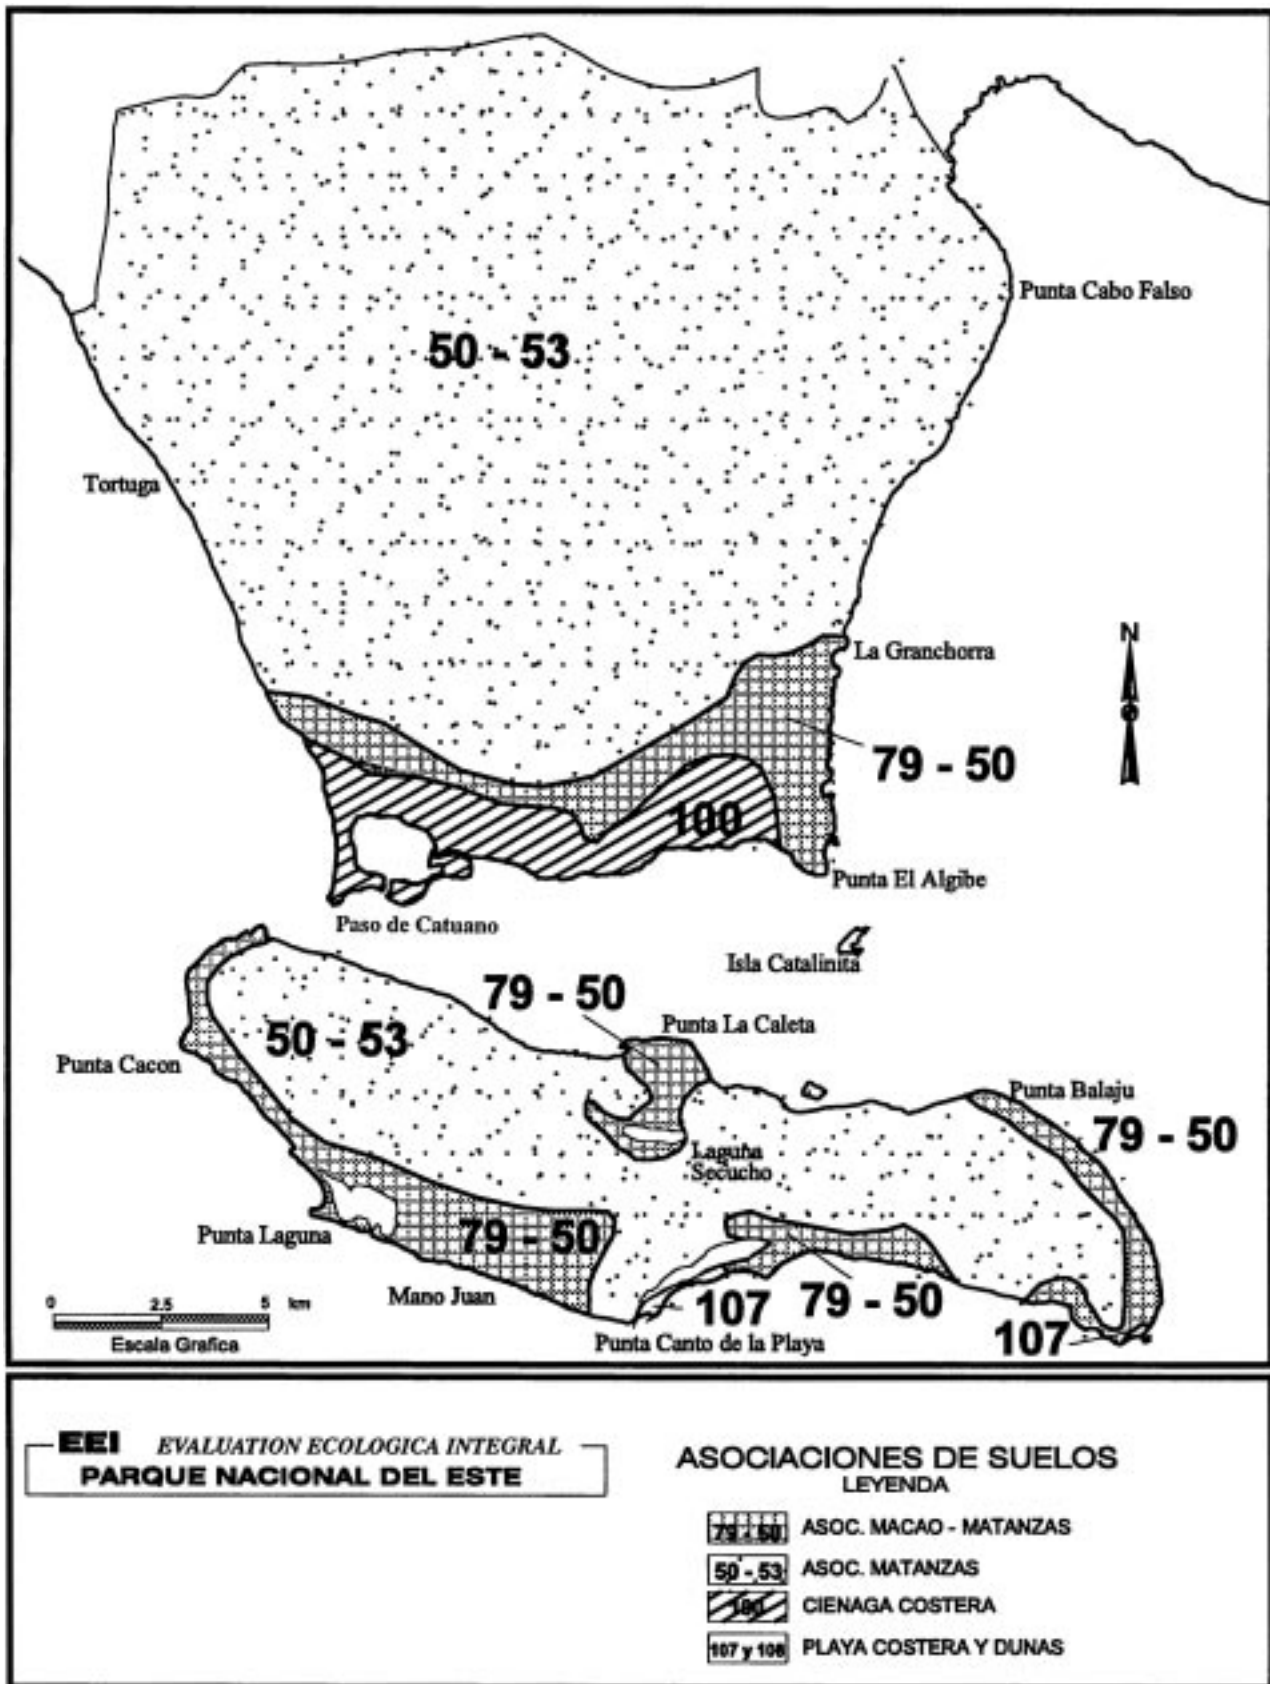 Punta Cabo Falso
50 - 53
Tortuga
La Granchorra
N
79 - 50
100
Punta El Algibe
Paso de Catuano
Isla Catalinita
79 - 50
Punta La Caleta
50 - 53
Punta Cacon
Punta Balaju
79 - 50
Laguna
Secucho
Punta Laguna
79 - 50
Mano Juan
107
79 - 50
107
Punta Canto de la Playa
0 2.5 5 km
Escala Grafica
EEI EVALUATION ECOLOGICA INTEGRAL
PARQUE NACIONAL DEL ESTE
ASOCIACIONES DE SUELOS
LEYENDA
79 - 50 ASOC. MACAO - MATANZAS
50 - 53 ASOC. MATANZAS
100 CIENAGA COSTERA
107 y 108 PLAYA COSTERA Y DUNAS